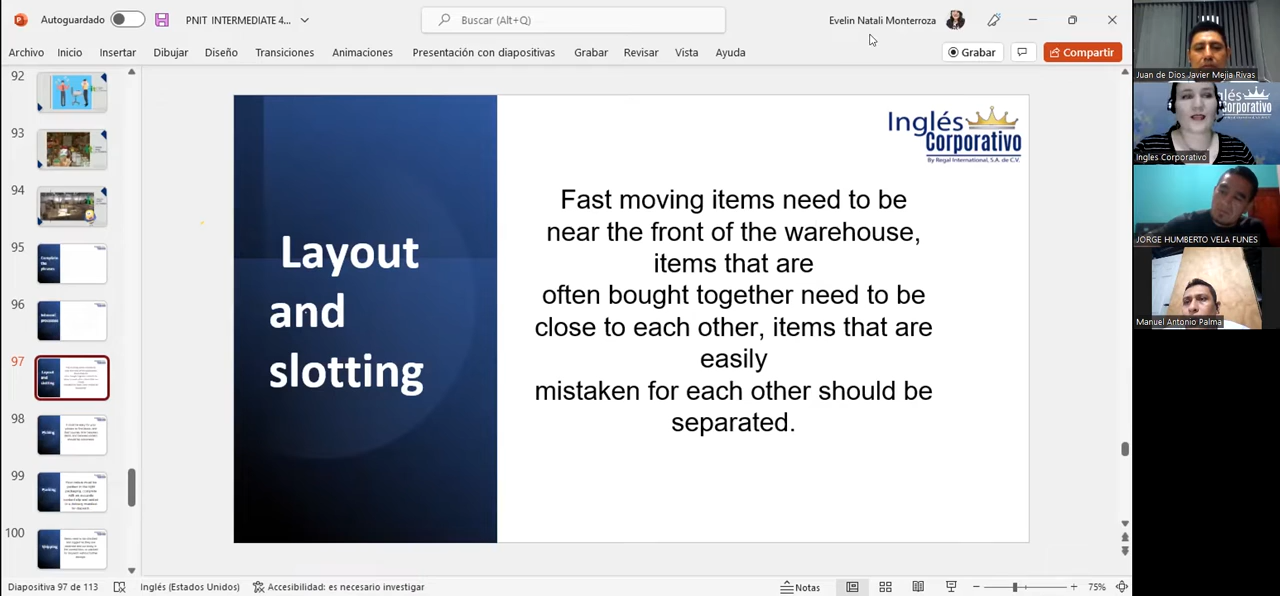 Autoguardado
PNIT INTERMEDIATE 4...
Buscar (Alt+Q)
Evelin Natali Monterroza
Archivo Inicio Insertar Dibujar Diseño Transiciones Animaciones Presentación con diapositivas Grabar Revisar Vista Ayuda
Grabar
Compartir
92
93
94
95
96
97
98
99
100
Layout
and
slotting
Inglés
Corporativo
By Regal International, S.A. de C.V.
Fast moving items need to be
near the front of the warehouse,
items that are
often bought together need to be
close to each other, items that are
easily
mistaken for each other should be
separated.
Juan de Dios Javier Mejia Rivas
Ingles Corporativo
JORGE HUMBERTO VELA FUNES
Manuel Antonio Palma
Diapositiva 97 de 113
Inglés (Estados Unidos)
Accesibilidad: es necesario investigar
Notas
75%